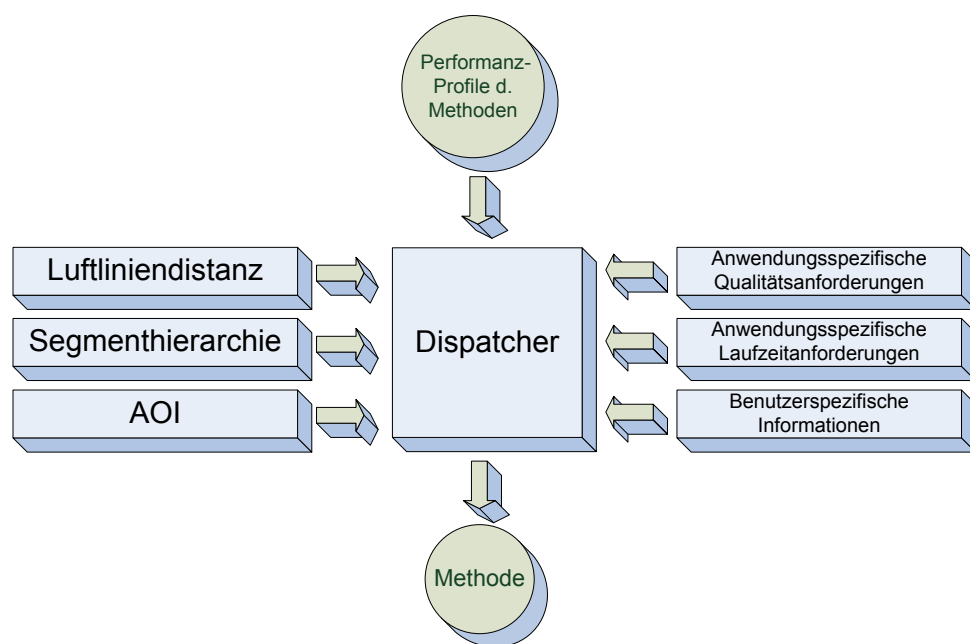 Performanz-
Profile d.
Methoden
Luftliniendistanz
Segmenthierarchie
AOI
Dispatcher
Anwendungsspezifische
Qualitätsanforderungen
Anwendungsspezifische
Laufzeitanforderungen
Benutzerspezifische
Informationen
Methode